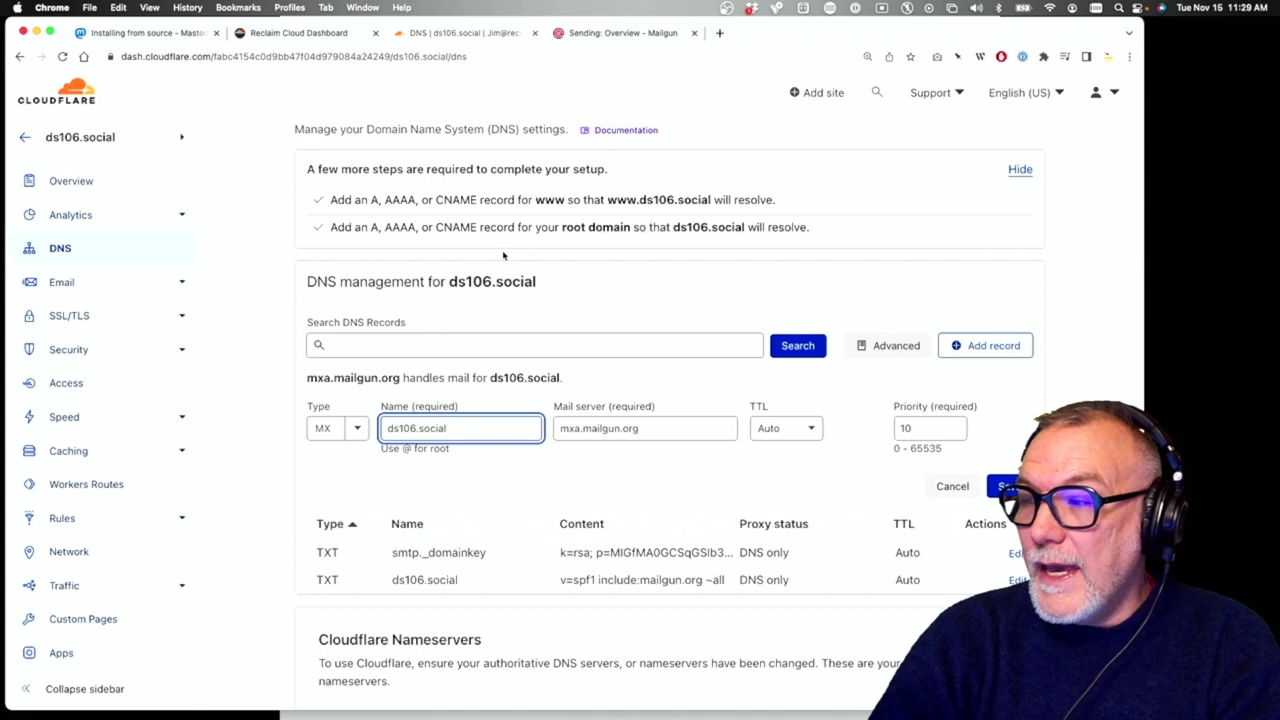 Chrome File Edit View History Bookmarks Profiles Tab Window Help Tue Nov 15 11:29 AM
Installing from source - Masto Reclaim Cloud Dashboard DNS | ds106.social | Jim@rec Sending: Overview - Mailgun
dash.cloudflare.com/fabc4154c0d9bb47f04d979084a24249/ds106.social/dns
CLOUDFLARE
Add site Support English (US)
ds106.social
Overview
Analytics
DNS
Email
SSL/TLS
Security
Access
Speed
Caching
Workers Routes
Rules
Network
Traffic
Custom Pages
Apps
Collapse sidebar
Manage your Domain Name System (DNS) settings. Documentation
A few more steps are required to complete your setup. Hide
Add an A, AAAA, or CNAME record for www so that www.ds106.social will resolve.
Add an A, AAAA, or CNAME record for your root domain so that ds106.social will resolve.
DNS management for ds106.social
Search DNS Records
Search Advanced Add record
mxa.mailgun.org handles mail for ds106.social.
Type Name (required) Mail server (required) TTL Priority (required)
MX ds106.social mxa.mailgun.org Auto 10
Use @ for root 0 - 65535
Cancel
Type Name Content Proxy status TTL Actions
TXT smtp._domainkey k=rsa; p=MIGfMA0GCSqGSIb3... DNS only Auto
TXT ds106.social v=spf1 include:mailgun.org ~all DNS only Auto
Cloudflare Nameservers
To use Cloudflare, ensure your authoritative DNS servers, or nameservers have been changed. These are your
nameservers.